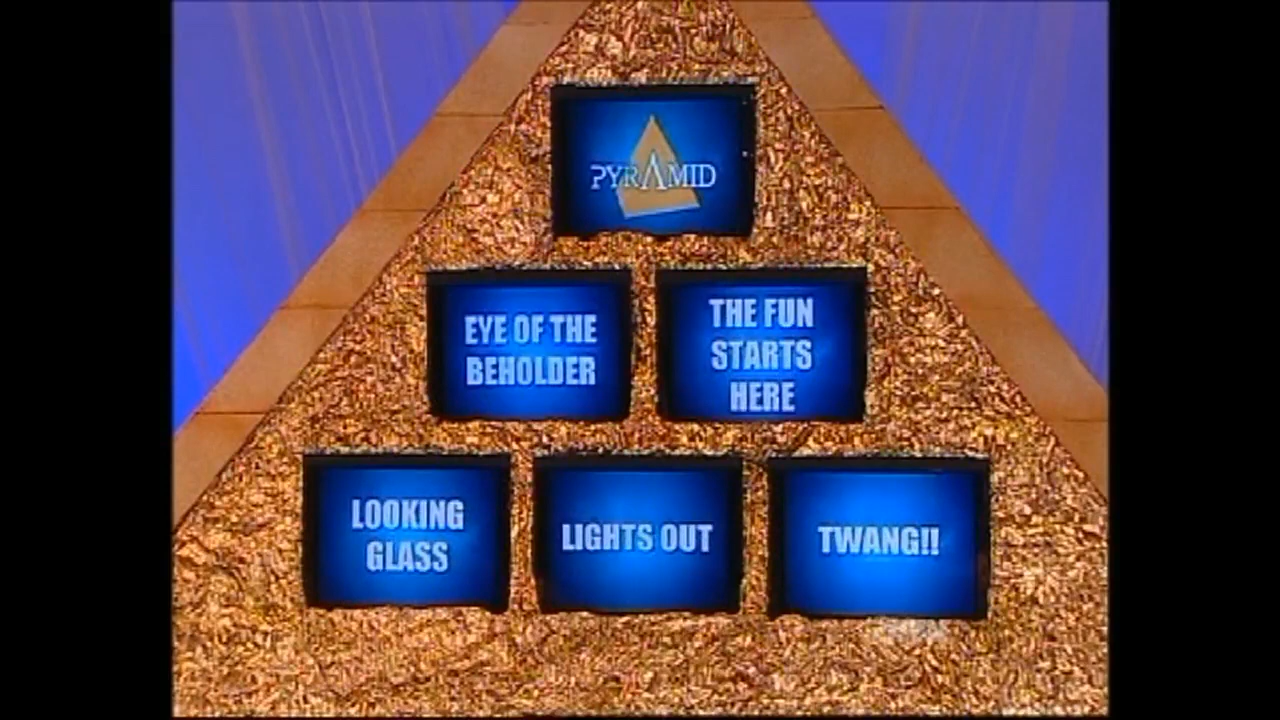 PYRAMID
EYE OF THE
BEHOLDER
THE FUN
STARTS
HERE
LOOKING
GLASS
LIGHTS OUT
TWANG!!